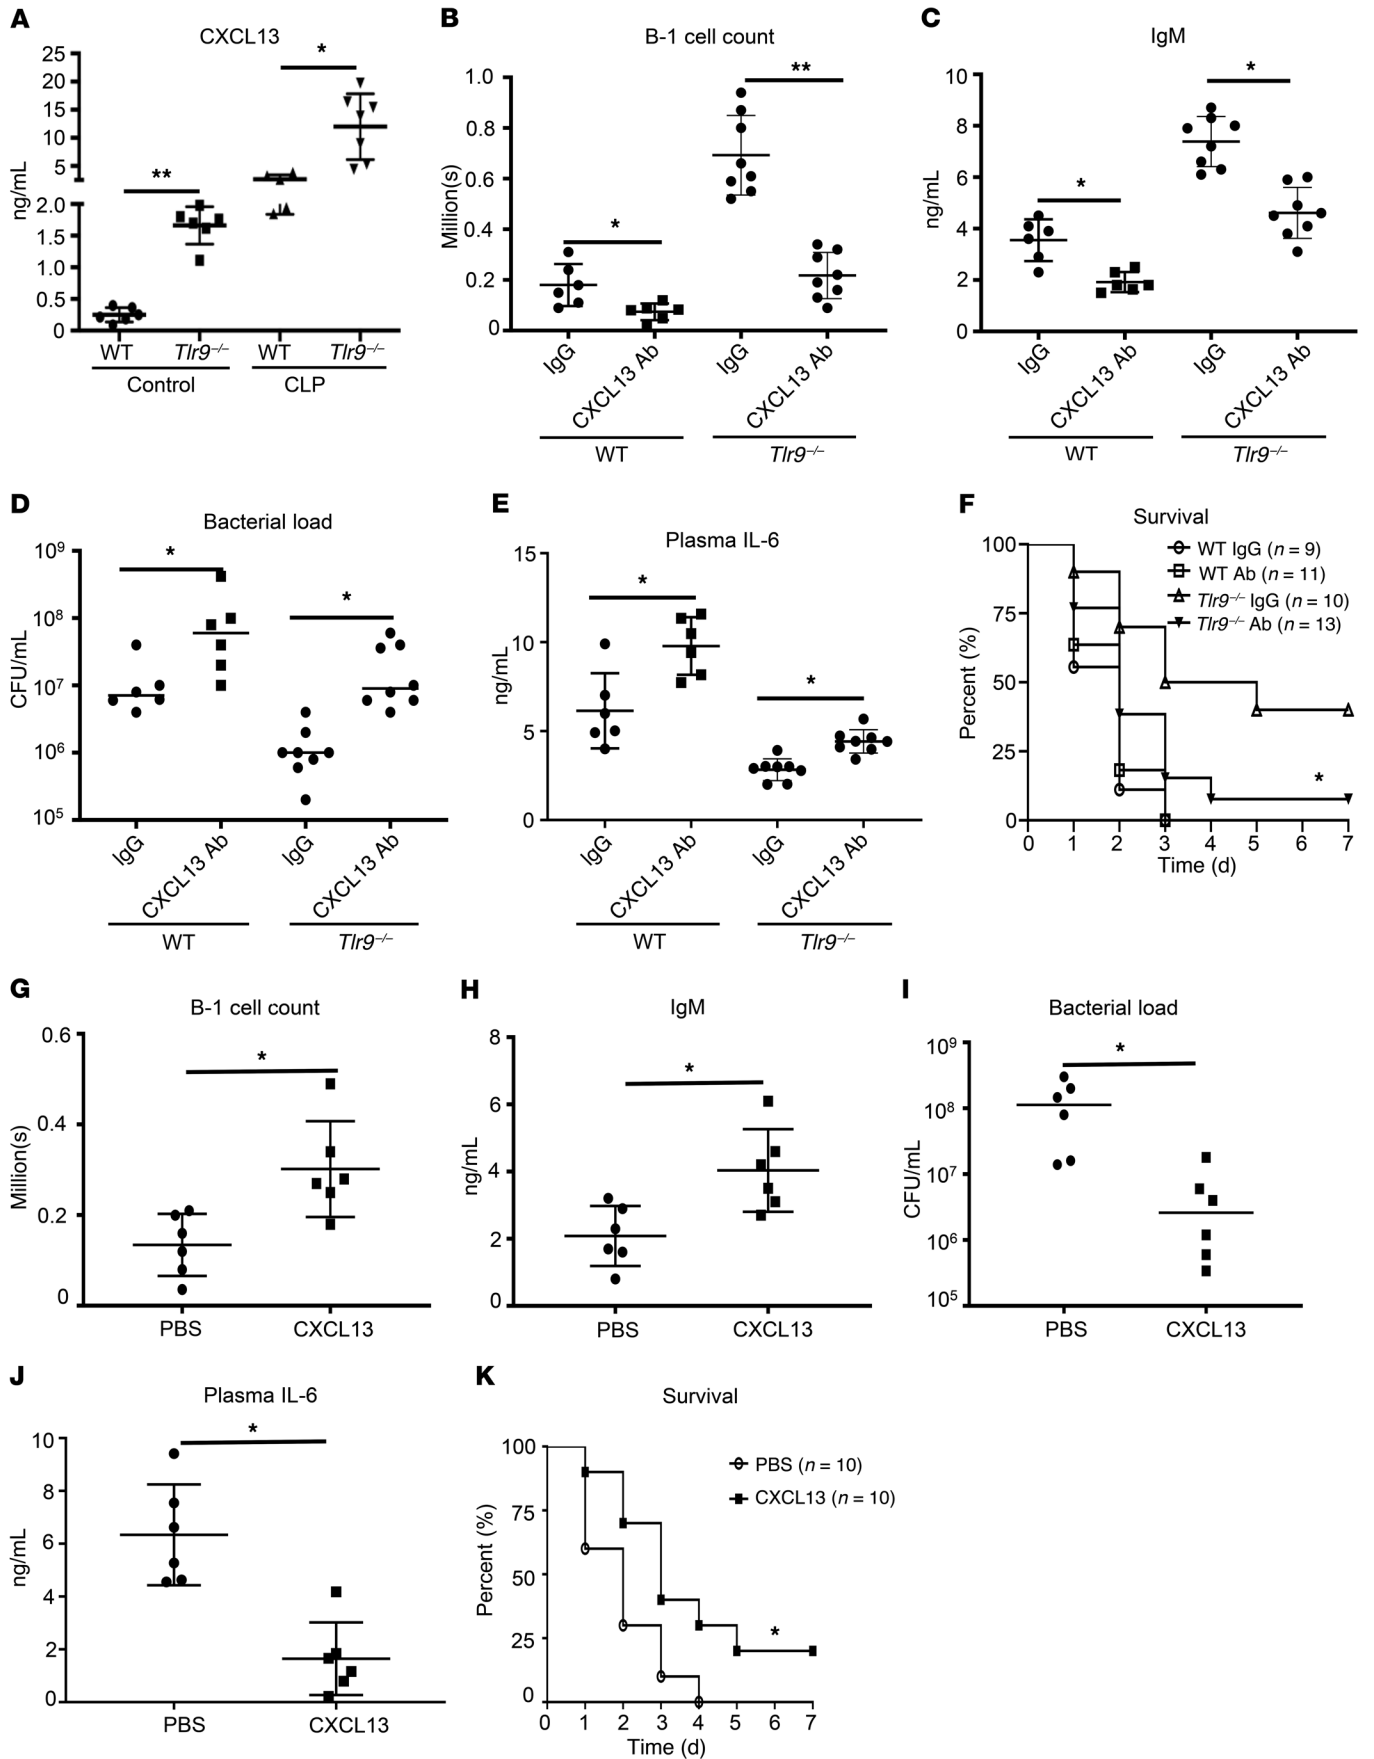 A
CXCL13
25
20
15
10
5
2.0
1.5
1.0
0.5
0
ng/mL
**
*
WT
Tlr9–/–
WT
Tlr9–/–
Control
CLP
B
B-1 cell count
1.0
0.8
0.6
0.4
0.2
0
Million(s)
*
**
IgG
CXCL13 Ab
IgG
CXCL13 Ab
WT
Tlr9–/–
C
IgM
10
8
6
4
2
0
ng/mL
*
*
IgG
CXCL13 Ab
IgG
CXCL13 Ab
WT
Tlr9–/–
D
Bacterial load
10⁹
10⁸
10⁷
10⁶
10⁵
CFU/mL
*
*
IgG
CXCL13 Ab
IgG
CXCL13 Ab
WT
Tlr9–/–
E
Plasma IL-6
15
10
5
0
ng/mL
*
*
IgG
CXCL13 Ab
IgG
CXCL13 Ab
WT
Tlr9–/–
F
Survival
100
75
50
25
0
Percent (%)
WT IgG (n = 9)
WT Ab (n = 11)
Tlr9–/– IgG (n = 10)
Tlr9–/– Ab (n = 13)
*
0 1 2 3 4 5 6 7
Time (d)
G
B-1 cell count
0.6
0.4
0.2
0
Million(s)
*
PBS
CXCL13
H
IgM
8
6
4
2
0
ng/mL
*
PBS
CXCL13
I
Bacterial load
10⁹
10⁸
10⁷
10⁶
10⁵
CFU/mL
*
PBS
CXCL13
J
Plasma IL-6
10
8
6
4
2
0
ng/mL
*
PBS
CXCL13
K
Survival
100
75
50
25
0
Percent (%)
PBS (n = 10)
CXCL13 (n = 10)
*
0 1 2 3 4 5 6 7
Time (d)